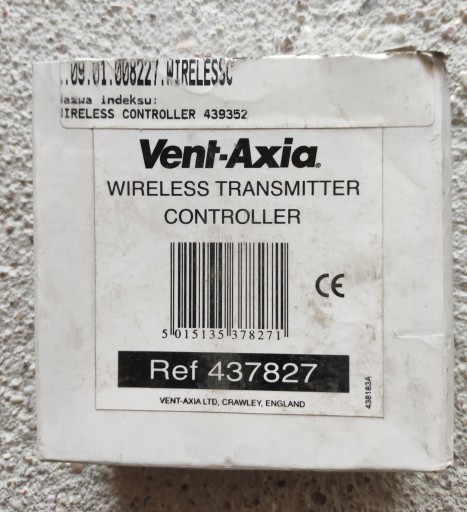 .09.01.008227.WIRELESSC
Nazwa indeksu:
WIRELESS CONTROLLER 439352
Vent-Axia®
WIRELESS TRANSMITTER
CONTROLLER
CE
5 015135 378271
Ref 437827
VENT-AXIA LTD, CRAWLEY, ENGLAND
438183A